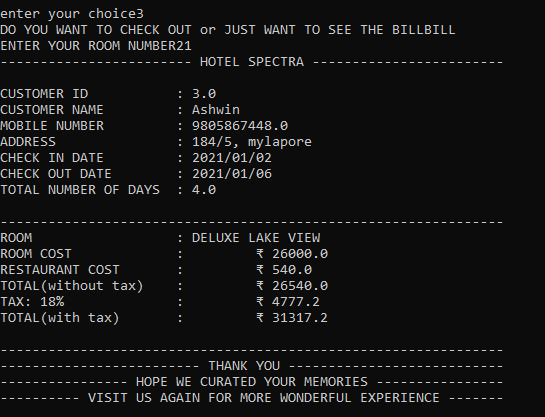 enter your choice3
DO YOU WANT TO CHECK OUT or JUST WANT TO SEE THE BILLBILL
ENTER YOUR ROOM NUMBER21
------------------------ HOTEL SPECTRA ------------------------
CUSTOMER ID           : 3.0
CUSTOMER NAME         : Ashwin
MOBILE NUMBER         : 9805867448.0
ADDRESS               : 184/5, mylapore
CHECK IN DATE         : 2021/01/02
CHECK OUT DATE        : 2021/01/06
TOTAL NUMBER OF DAYS  : 4.0
---------------------------------------------------------------
ROOM                  : DELUXE LAKE VIEW
ROOM COST             :         ₹ 26000.0
RESTAURANT COST       :         ₹ 540.0
TOTAL(without tax)    :         ₹ 26540.0
TAX: 18%              :         ₹ 4777.2
TOTAL(with tax)       :         ₹ 31317.2
---------------------------------------------------------------
-------------------------- THANK YOU --------------------------
---------------- HOPE WE CURATED YOUR MEMORIES ----------------
---------- VISIT US AGAIN FOR MORE WONDERFUL EXPERIENCE -------